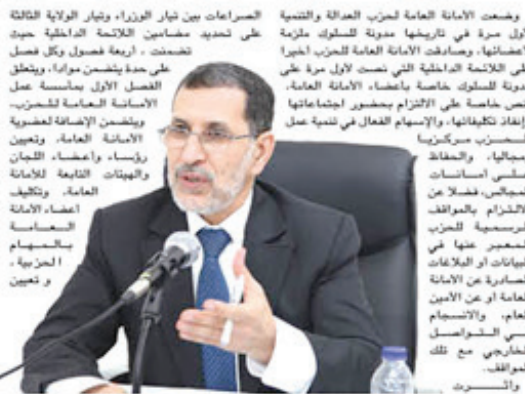 وضعت الأمانة العامة لحزب العدالة والتنمية
لأول مرة في تاريخها مدونة للسلوك ملزمة
لأعضائها، وصادقت الأمانة العامة للحزب أخيرا
على اللائحة الداخلية التي نصت لأول مرة على
مدونة للسلوك خاصة بأعضاء الأمانة العامة،
تنص خاصة على الالتزام بحضور اجتماعاتها
وإنفاذ تكليفاتها، والإسهام الفعال في تنمية عمل
الحزب مركزيا
ومجاليا، والحفاظ
على أمانات
المجالس، فضلا عن
الالتزام بالمواقف
الرسمية للحزب
المعبر عنها في
البيانات أو البلاغات
الصادرة عن الأمانة
العامة أو عن الأمين
العام، والانسجام
في التواصل
الخارجي مع تلك
المواقف.
وأثرت
الصراعات بين تيار الوزراء وتيار الولاية الثالثة
على تحديد مضامين اللائحة الداخلية حيث
تضمنت ، أربعة فصول وكل فصل
على حدة يتضمن موادا، ويتعلق
الفصل الأول بمأسسة عمل
الأمانة العامة للحزب،
ويتضمن الإضافة لعضوية
الأمانة العامة، وتعيين
رؤساء وأعضاء اللجان
والهيئات التابعة للأمانة
العامة، وتكليف
أعضاء الأمانة
العامة
بالمهام
الحزبية ،
و تعيين